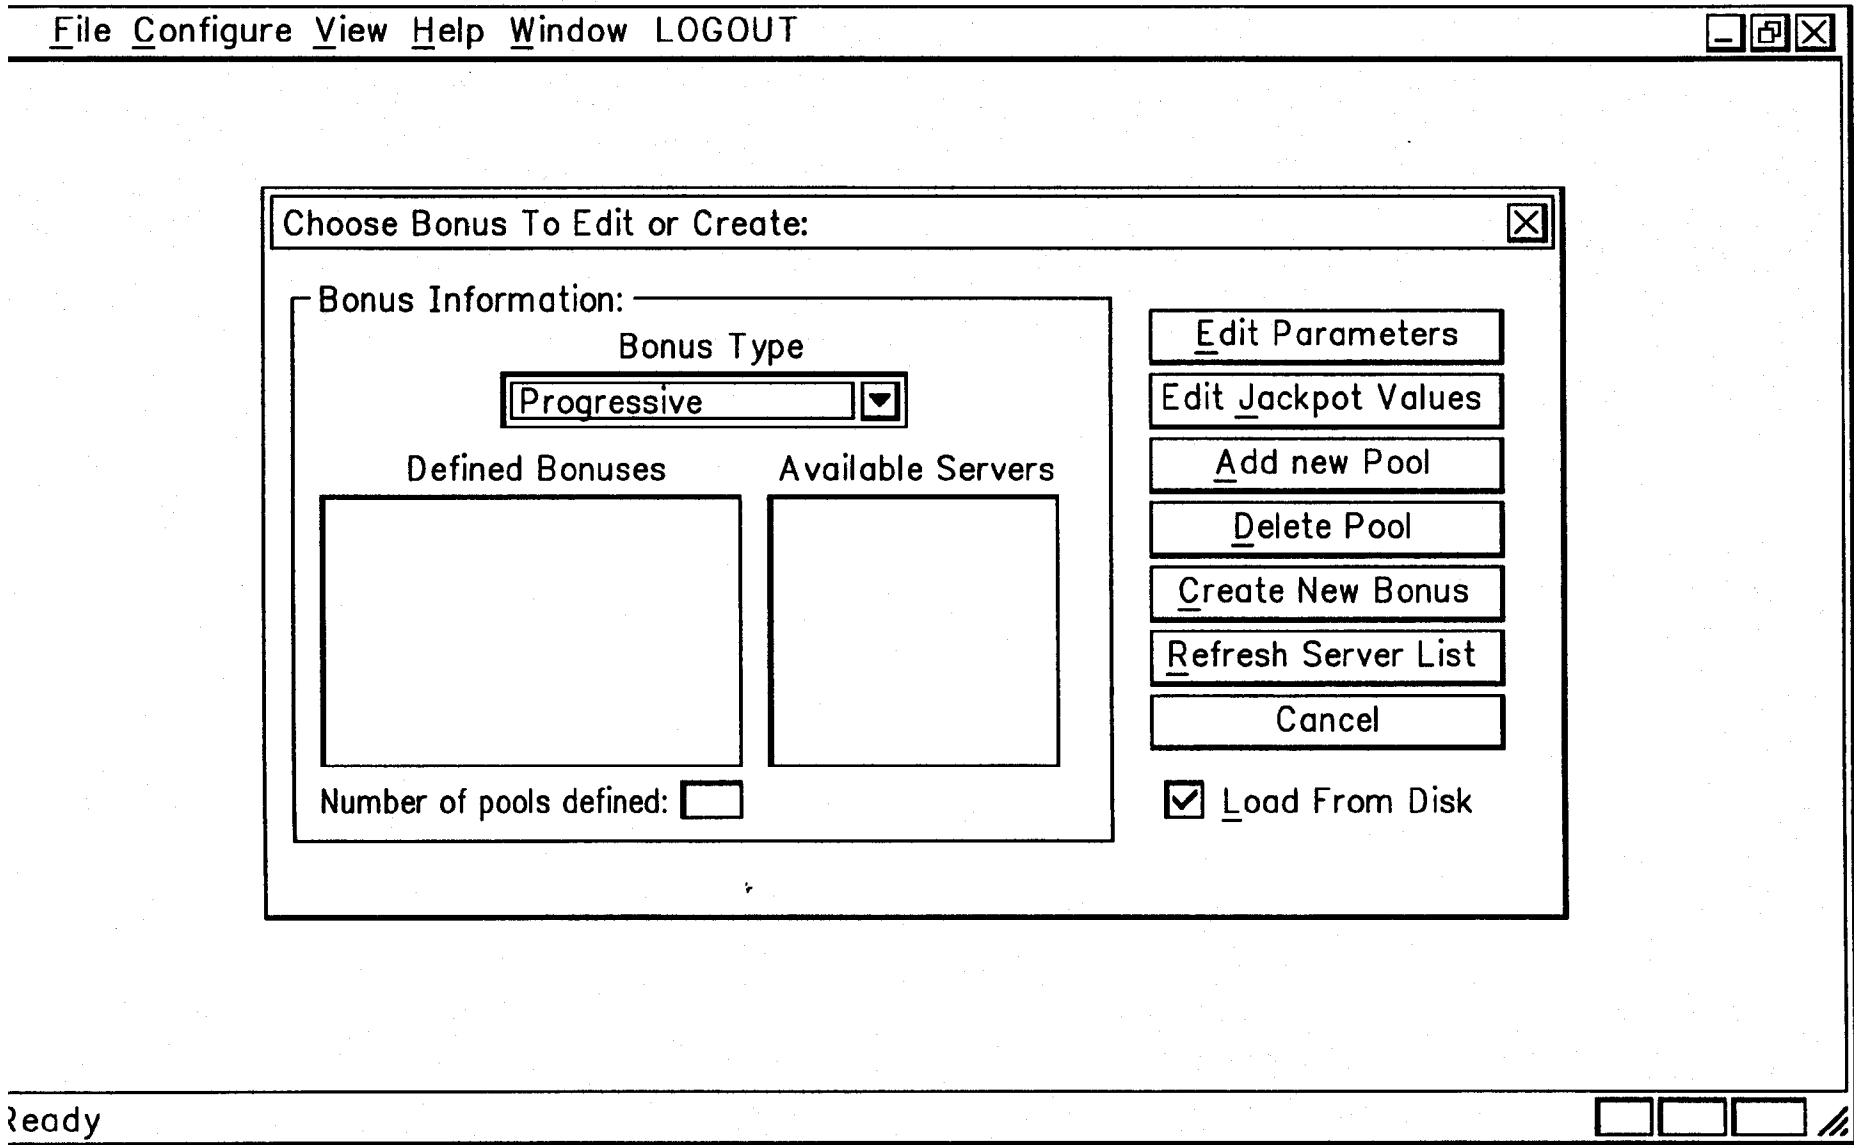 File Configure View Help Window LOGOUT
Choose Bonus To Edit or Create:
Bonus Information:
Bonus Type
Progressive
Defined Bonuses Available Servers
Number of pools defined:
Edit Parameters
Edit Jackpot Values
Add new Pool
Delete Pool
Create New Bonus
Refresh Server List
Cancel
Load From Disk
Ready